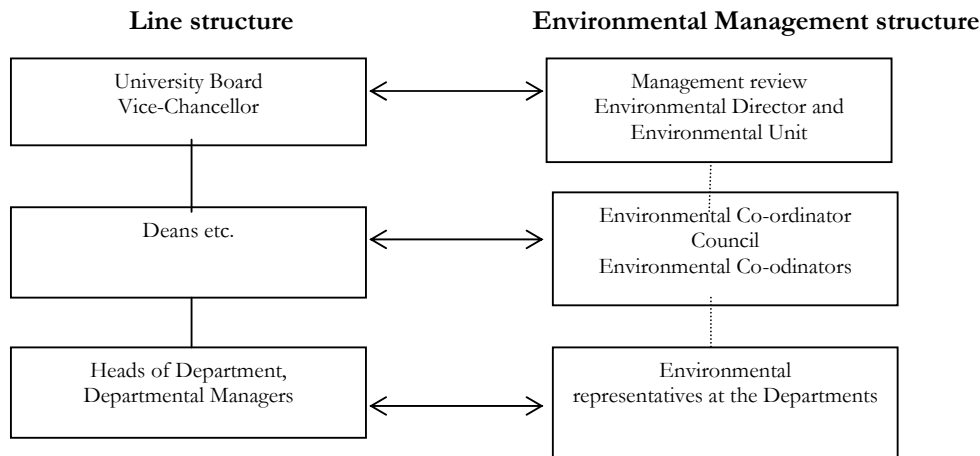 Line structure
Environmental Management structure
University Board
Vice-Chancellor
Management review
Environmental Director and
Environmental Unit
Deans etc.
Environmental Co-ordinator
Council
Environmental Co-odinators
Heads of Department,
Departmental Managers
Environmental
representatives at the Departments